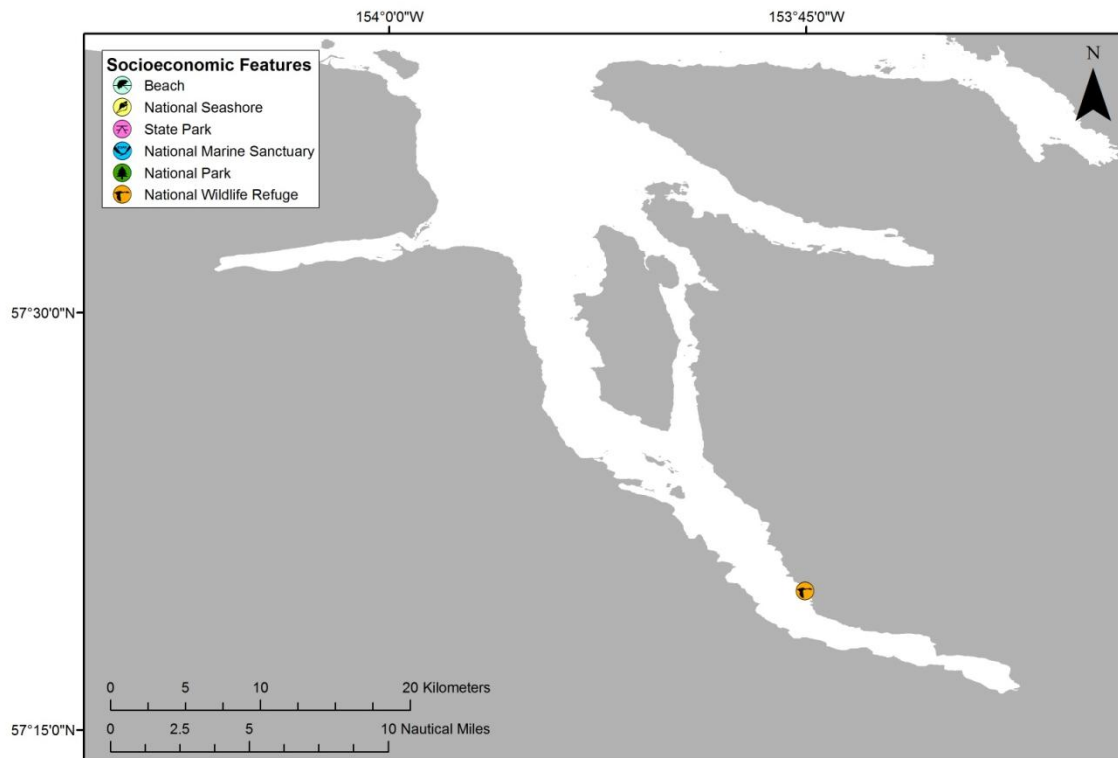 154°0'0"W
153°45'0"W
N
Socioeconomic Features
Beach
National Seashore
State Park
National Marine Sanctuary
National Park
National Wildlife Refuge
57°30'0"N
0 5 10 20 Kilometers
57°15'0"N
0 2.5 5 10 Nautical Miles